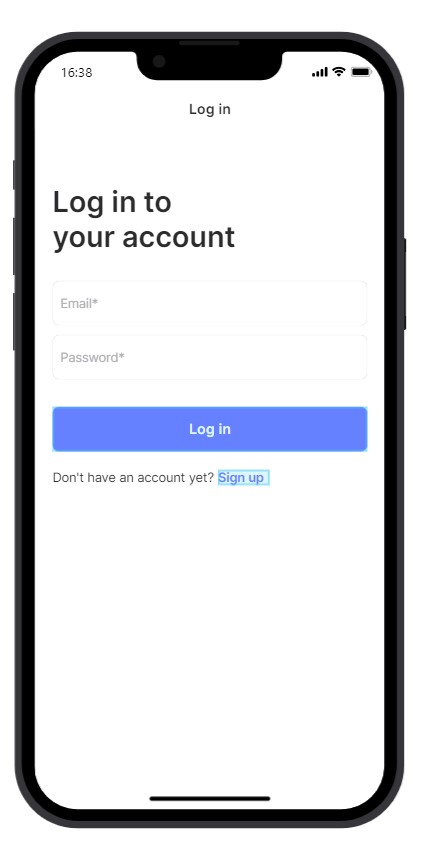 16:38
Log in
Log in to
your account
Email*
Password*
Log in
Don't have an account yet? Sign up